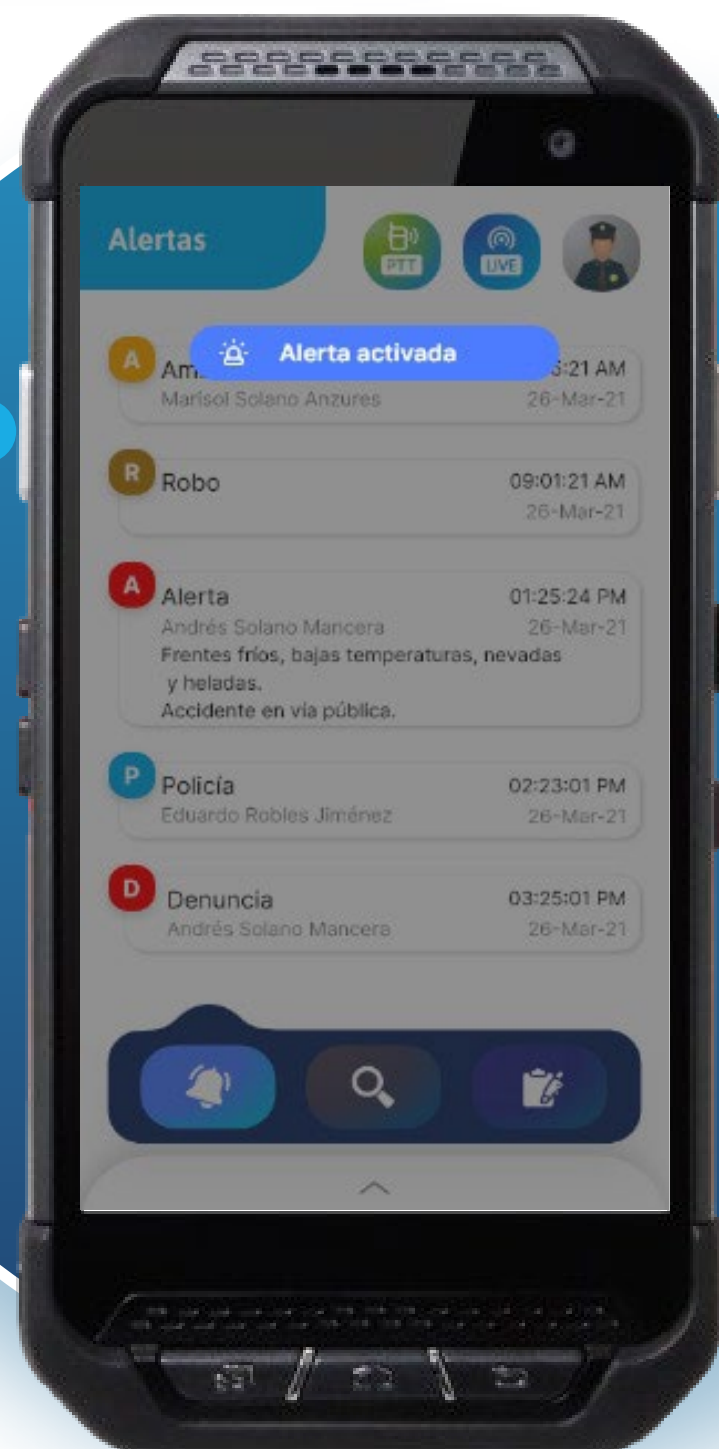 Alertas
PTT
LIVE
Alerta activada
A
Am
:21 AM
Marisol Solano Anzures
26-Mar-21
R
Robo
09:01:21 AM
26-Mar-21
A
Alerta
01:25:24 PM
Andrés Solano Mancera
26-Mar-21
Frentes fríos, bajas temperaturas, nevadas
y heladas.
Accidente en vía pública.
P
Policía
02:23:01 PM
Eduardo Robles Jiménez
26-Mar-21
D
Denuncia
03:25:01 PM
Andrés Solano Mancera
26-Mar-21